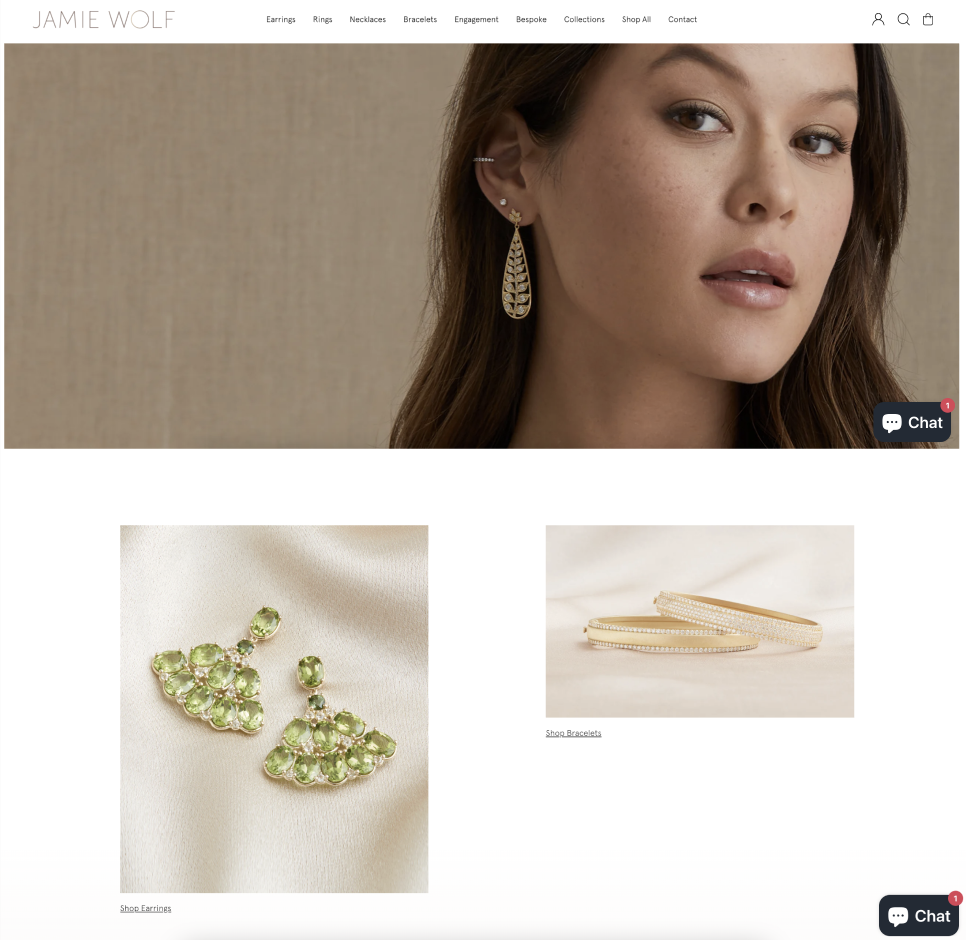 JAMIE WOLF
Earrings Rings Necklaces Bracelets Engagement Bespoke Collections Shop All Contact
1
Chat
Shop Bracelets
Shop Earrings
1
Chat